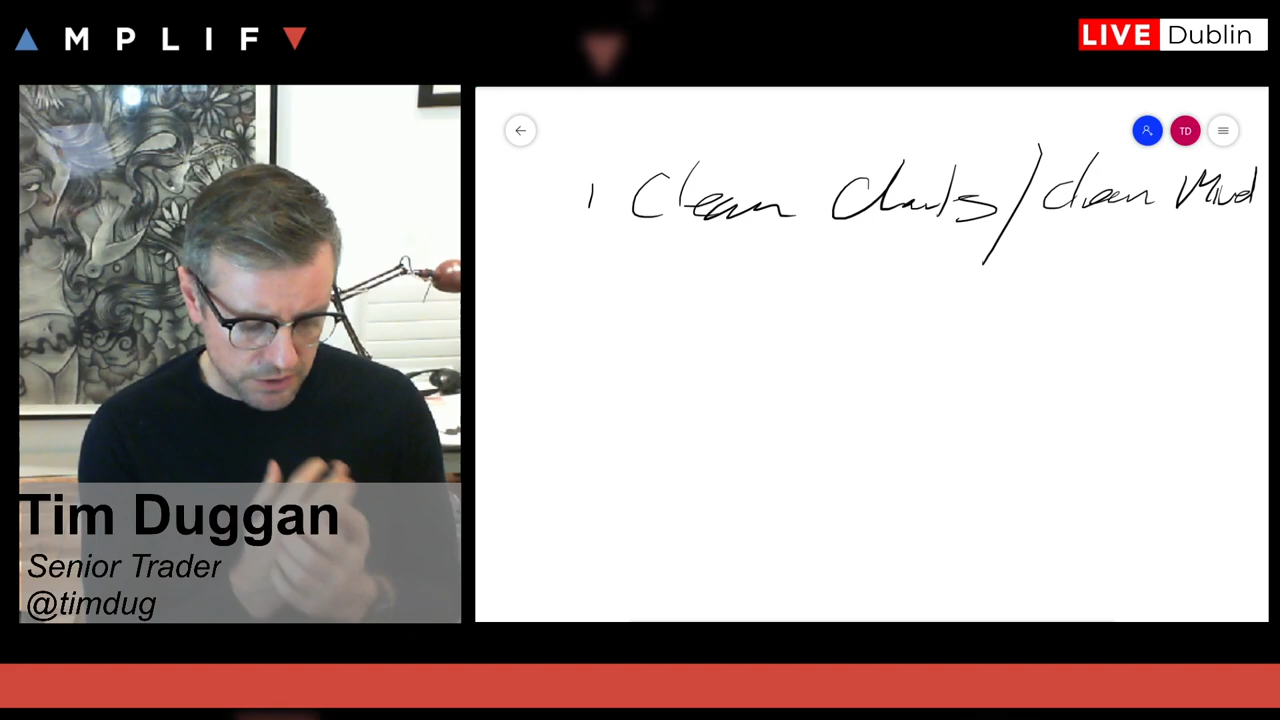 AMPLIFY
LIVE Dublin
TD
1 Clean Charts / Clean Mind
Tim Duggan
Senior Trader
@timdug